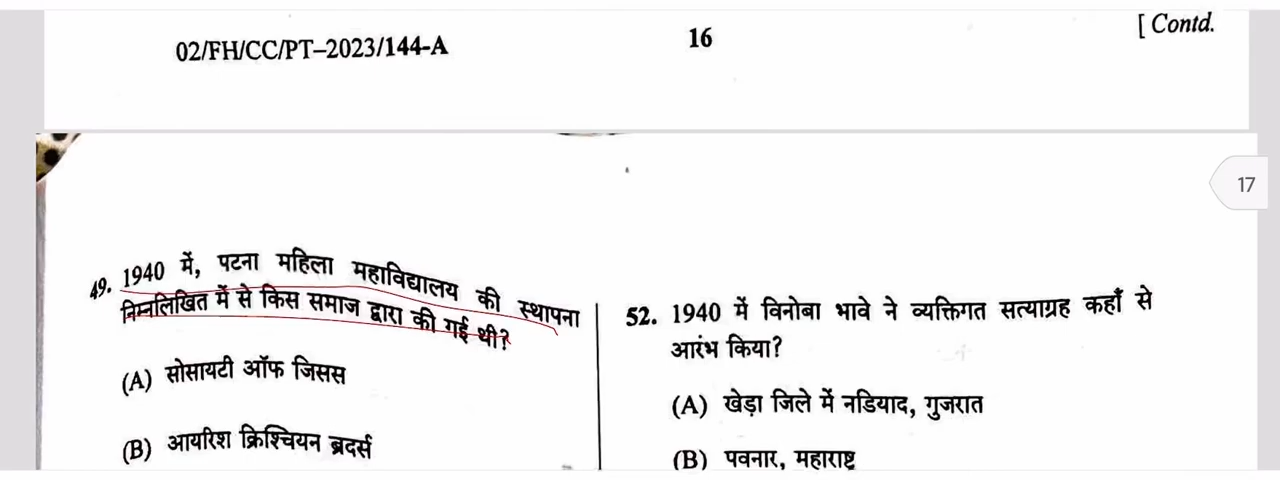 02/FH/CC/PT–2023/144-A
16
[ Contd.
17
49. 1940 में, पटना महिला महाविद्यालय की स्थापना
निम्नलिखित में से किस समाज द्वारा की गई थी?
(A) सोसायटी ऑफ जिसस
(B) आयरिश क्रिश्चियन ब्रदर्स
52. 1940 में विनोबा भावे ने व्यक्तिगत सत्याग्रह कहाँ से
आरंभ किया?
(A) खेड़ा जिले में नडियाद, गुजरात
(B) पवनार, महाराष्ट्र